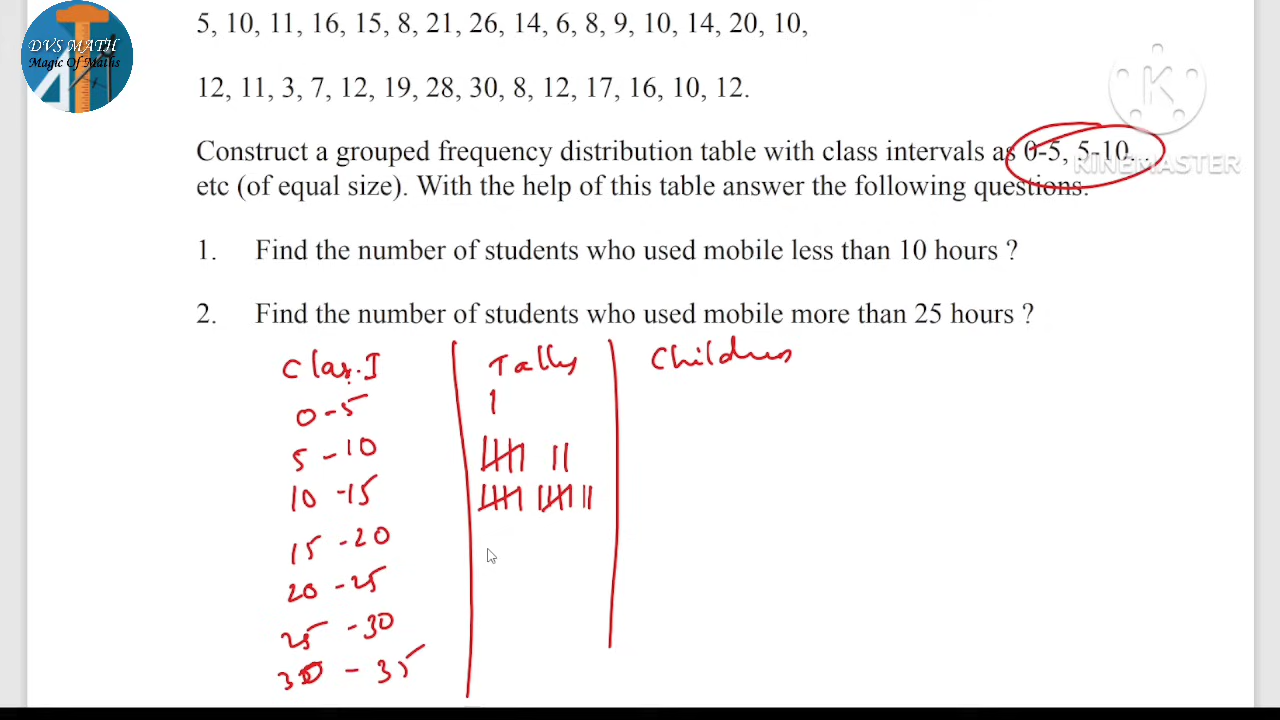 DVS MATH
Magic Of Maths
5, 10, 11, 16, 15, 8, 21, 26, 14, 6, 8, 9, 10, 14, 20, 10,
12, 11, 3, 7, 12, 19, 28, 30, 8, 12, 17, 16, 10, 12.
K
Construct a grouped frequency distribution table with class intervals as 0-5, 5-10...
KINEMASTER
etc (of equal size). With the help of this table answer the following questions.
1. Find the number of students who used mobile less than 10 hours ?
2. Find the number of students who used mobile more than 25 hours ?
Clas.I Tally Children
0-5
5-10
10-15
15-20
20-25
25-30
30-35